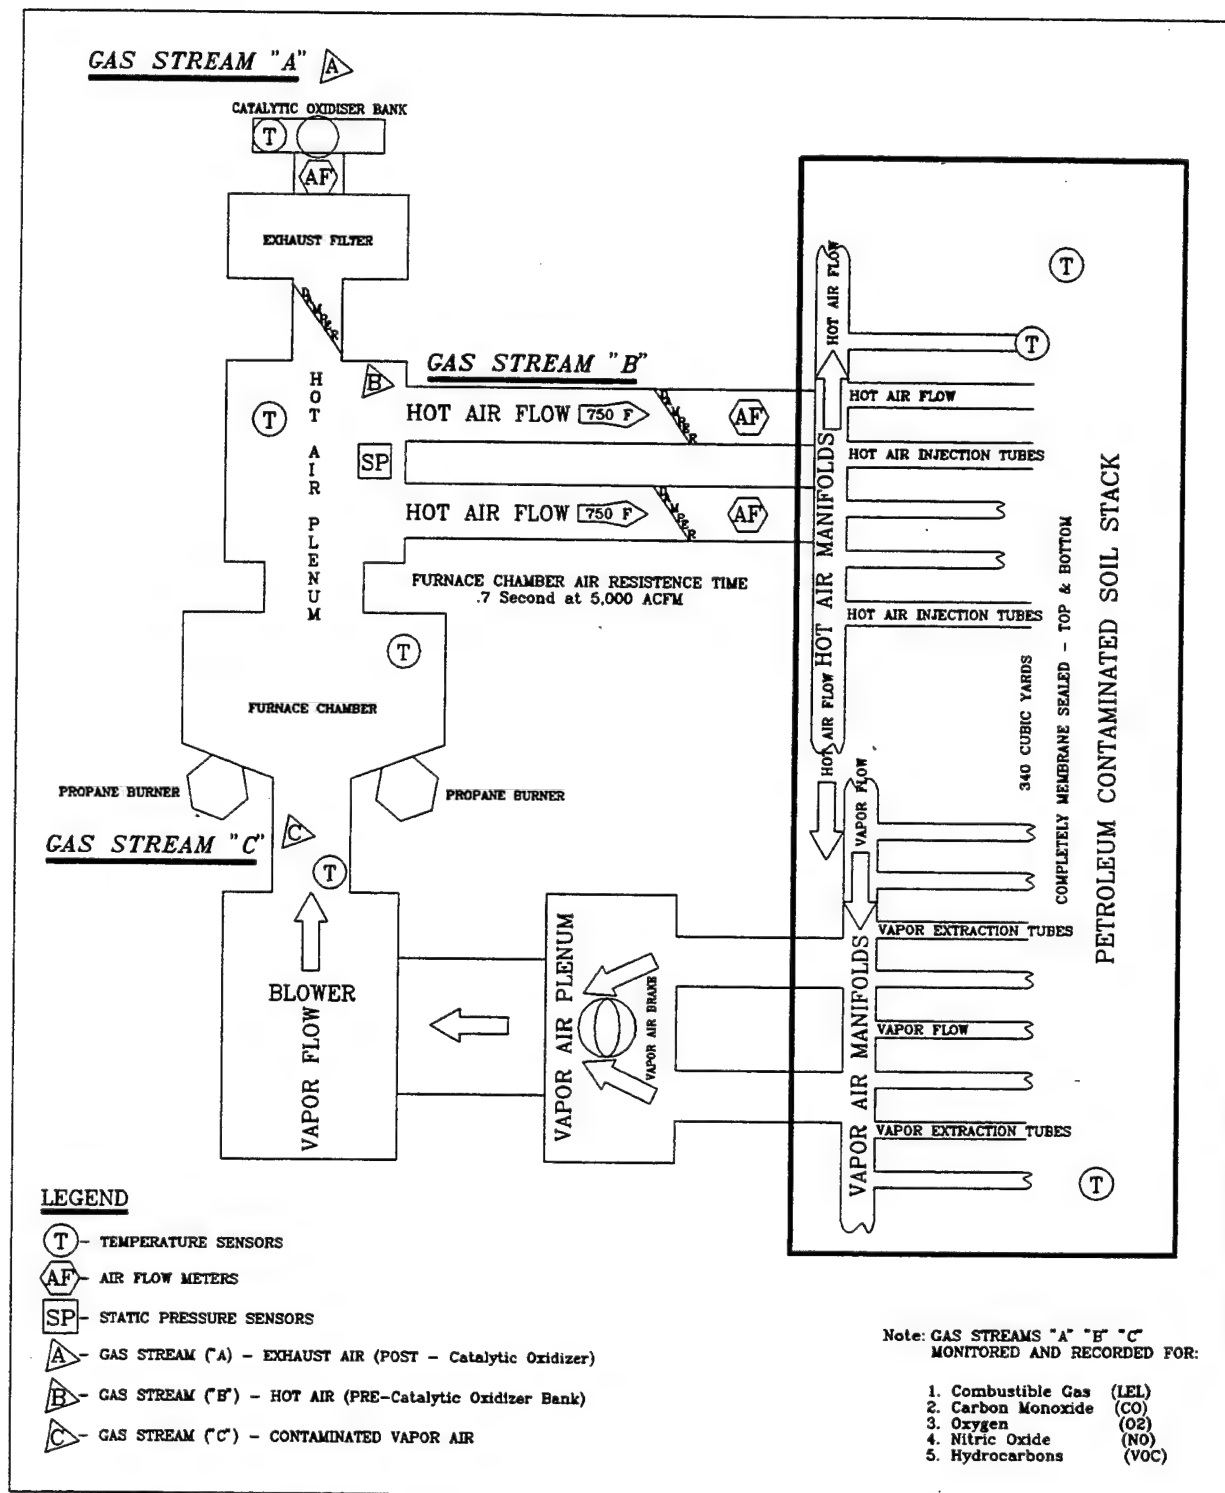 GAS STREAM "A"
A
CATALYTIC OXIDISER BANK
T
AF
EXHAUST FILTER
DAMPER
HOT AIR PLENUM
B
GAS STREAM "B"
T
SP
HOT AIR FLOW 750 F
DAMPER
AF
HOT AIR FLOW 750 F
DAMPER
AF
FURNACE CHAMBER AIR RESISTENCE TIME
.7 Second at 5,000 ACFM
T
FURNACE CHAMBER
PROPANE BURNER
PROPANE BURNER
GAS STREAM "C"
C
T
BLOWER
VAPOR FLOW
VAPOR AIR PLENUM
VAPOR AIR BRAKE
HOT AIR FLOW
HOT AIR MANIFOLDS
HOT AIR FLOW
T
T
HOT AIR FLOW
HOT AIR INJECTION TUBES
HOT AIR INJECTION TUBES
VAPOR FLOW
VAPOR AIR MANIFOLDS
VAPOR EXTRACTION TUBES
VAPOR FLOW
VAPOR EXTRACTION TUBES
T
340 CUBIC YARDS
COMPLETELY MEMBRANE SEALED - TOP & BOTTOM
PETROLEUM CONTAMINATED SOIL STACK
LEGEND
T - TEMPERATURE SENSORS
AF - AIR FLOW METERS
SP - STATIC PRESSURE SENSORS
A - GAS STREAM ("A) - EXHAUST AIR (POST - Catalytic Oxidizer)
B - GAS STREAM ("B") - HOT AIR (PRE-Catalytic Oxidizer Bank)
C - GAS STREAM ("C") - CONTAMINATED VAPOR AIR
Note: GAS STREAMS "A" "B" "C"
MONITORED AND RECORDED FOR:
1. Combustible Gas (LEL)
2. Carbon Monoxide (CO)
3. Oxygen (O2)
4. Nitric Oxide (NO)
5. Hydrocarbons (VOC)